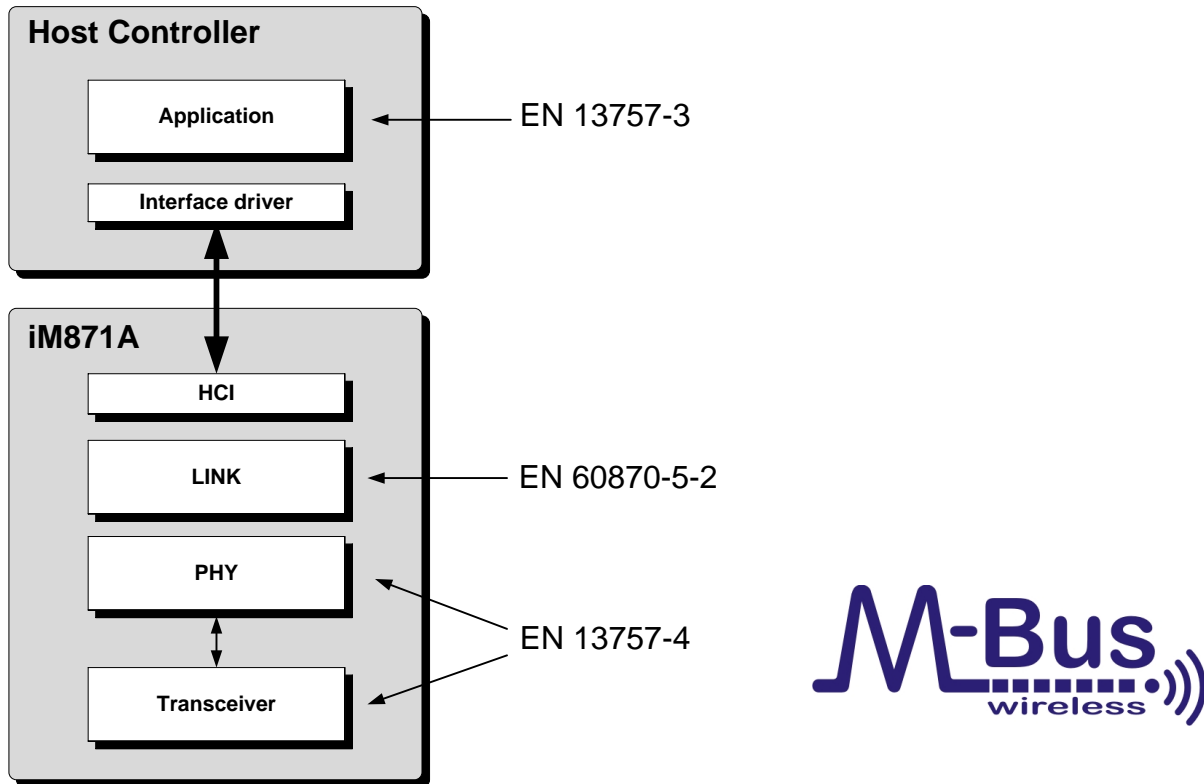 Host Controller
Application
EN 13757-3
Interface driver
iM871A
HCI
LINK
EN 60870-5-2
PHY
EN 13757-4
Transceiver
M-Bus
wireless